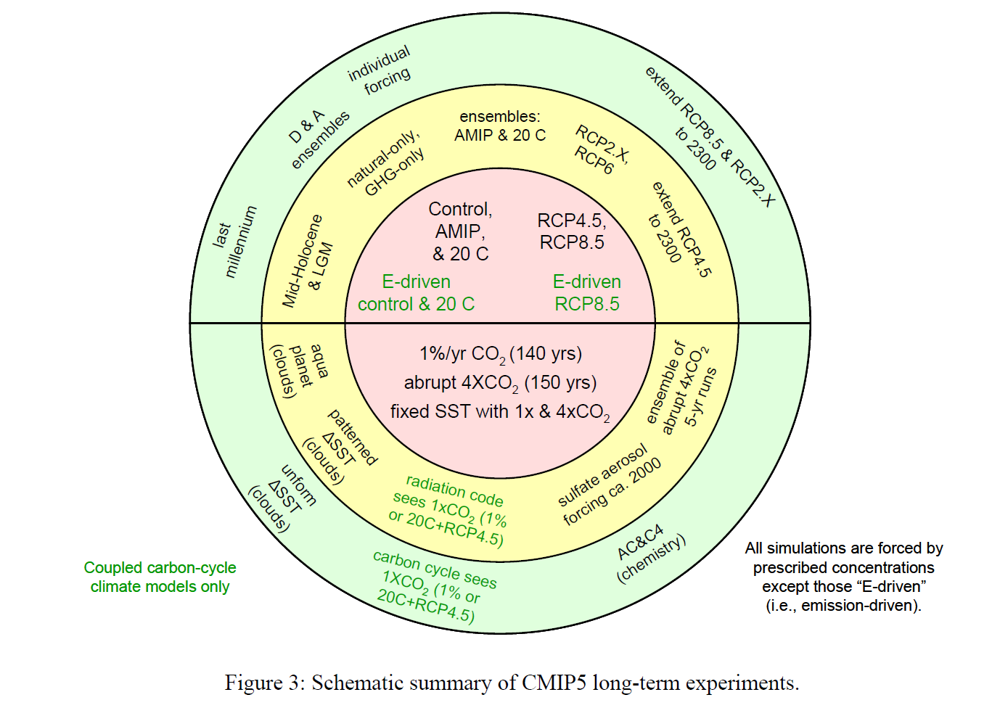 individual
forcing
D & A
ensembles
last
millennium
extend RCP8.5 & RCP2.X
to 2300
ensembles:
AMIP & 20 C
natural-only,
GHG-only
RCP2.X,
RCP6
Mid-Holocene
& LGM
extend RCP4.5
to 2300
Control,
AMIP,
& 20 C
RCP4.5,
RCP8.5
E-driven
control & 20 C
E-driven
RCP8.5
1%/yr CO₂ (140 yrs)
abrupt 4XCO₂ (150 yrs)
fixed SST with 1x & 4xCO₂
aqua
planet
(clouds)
patterned
ΔSST
(clouds)
unform
ΔSST
(clouds)
radiation code
sees 1xCO₂ (1%
or 20C+RCP4.5)
carbon cycle sees
1XCO₂ (1% or
20C+RCP4.5)
ensemble of
abrupt 4xCO₂
5-yr runs
sulfate aerosol
forcing ca. 2000
AC&C4
(chemistry)
Coupled carbon-cycle
climate models only
All simulations are forced by
prescribed concentrations
except those “E-driven”
(i.e., emission-driven).
Figure 3: Schematic summary of CMIP5 long-term experiments.